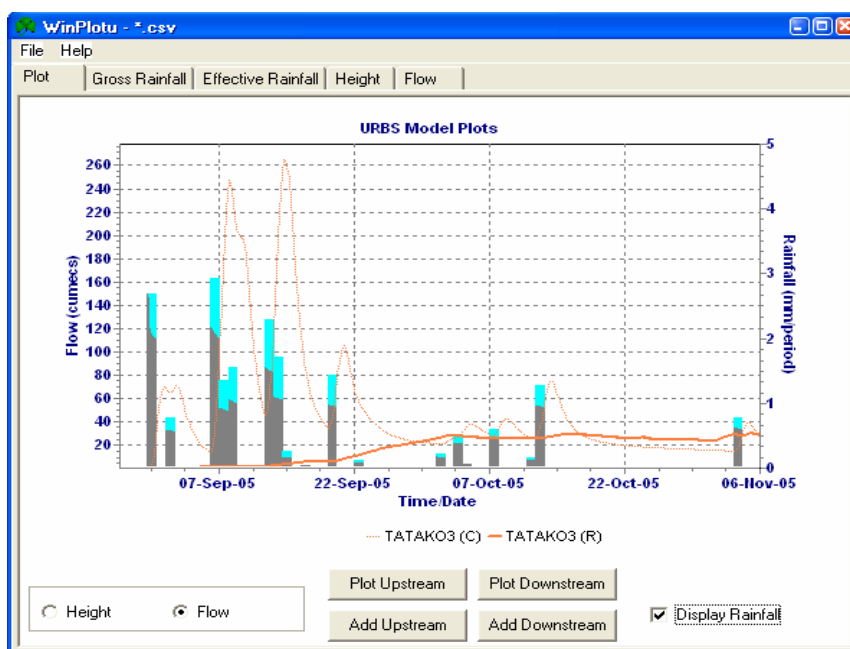 WinPlotu - *.csv
File Help
Plot Gross Rainfall Effective Rainfall Height Flow
URBS Model Plots
260
240
220
200
180
160
140
120
100
80
60
40
20
Flow (cumecs)
5
4
3
2
1
0
Rainfall (mm/period)
07-Sep-05 22-Sep-05 07-Oct-05 22-Oct-05 06-Nov-05
Time/Date
TATAKO3 (C) TATAKO3 (R)
Plot Upstream Plot Downstream
Height Flow Display Rainfall
Add Upstream Add Downstream